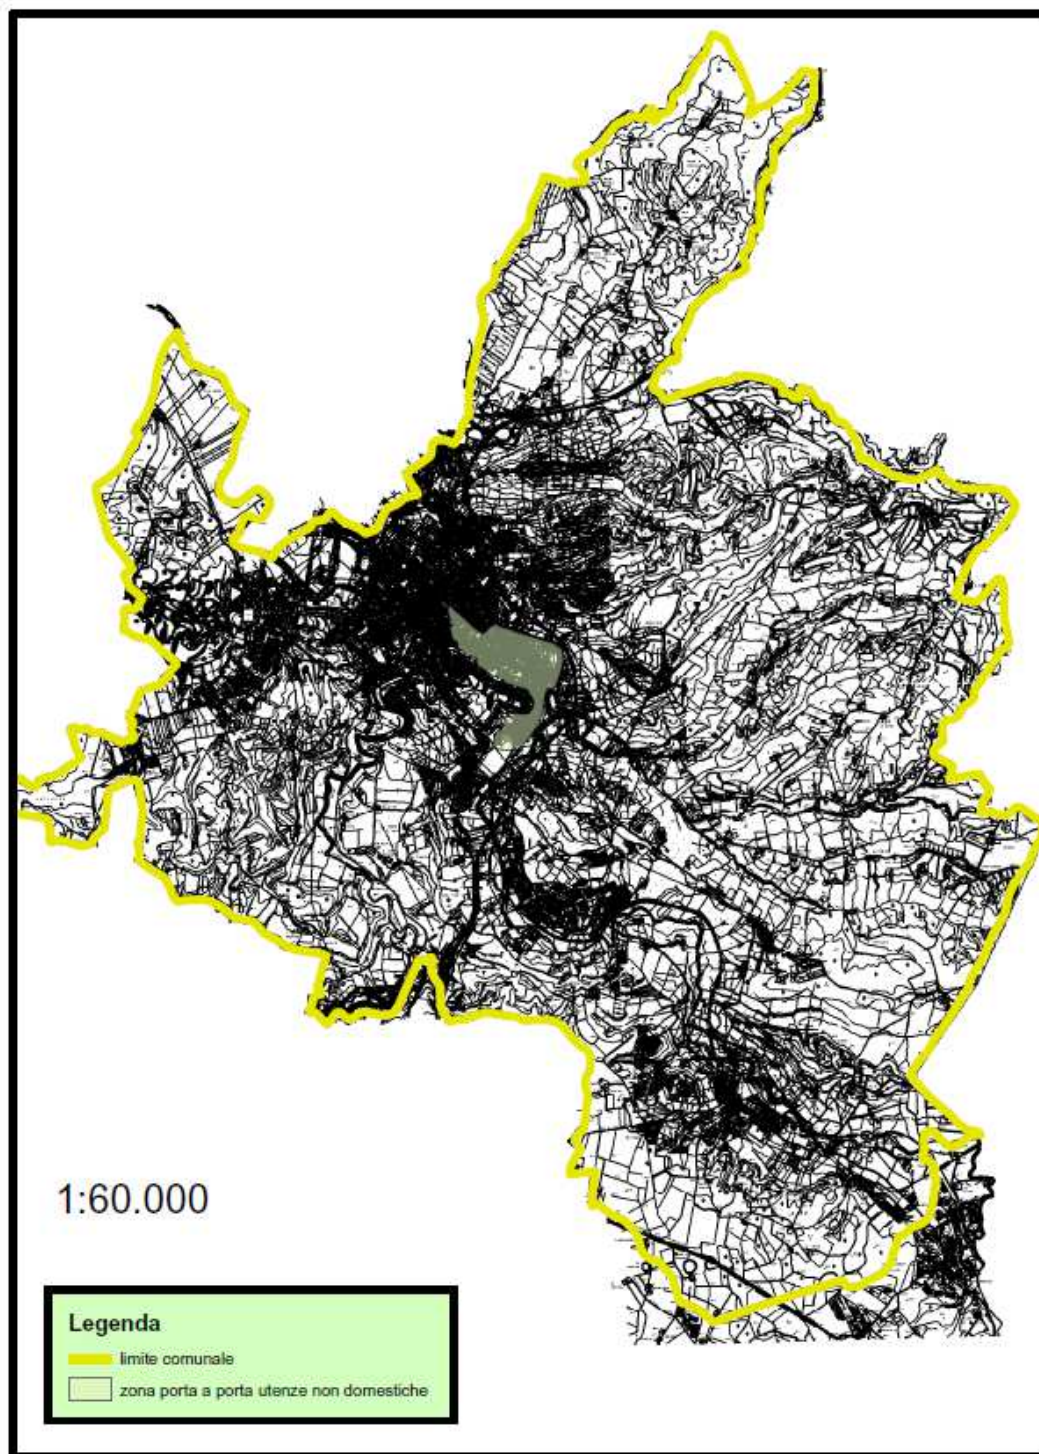 1:60.000
Legenda
limite comunale
zona porta a porta utenze non domestiche